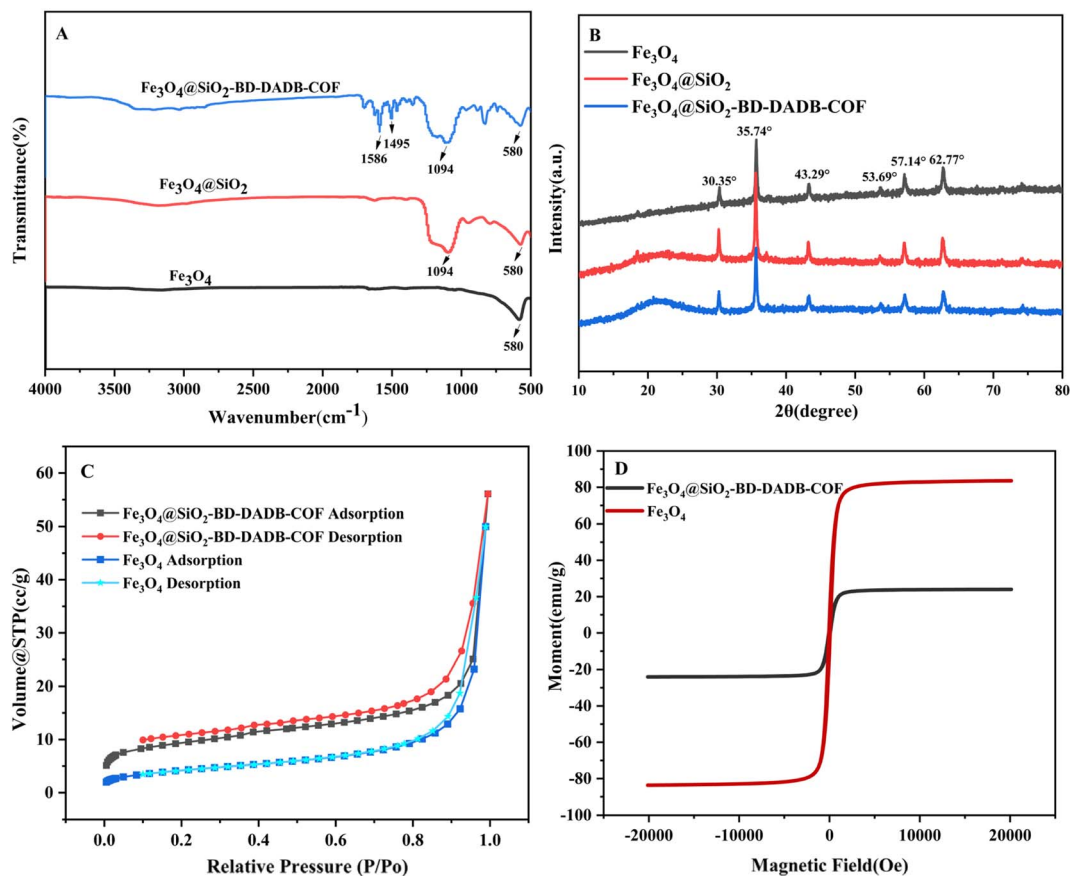 A
Fe3O4@SiO2-BD-DADB-COF
1586
1495
1094
580
Fe3O4@SiO2
1094
580
Fe3O4
580
Transmittance(%)
4000 3500 3000 2500 2000 1500 1000 500
Wavenumber(cm-1)
B
Fe3O4
Fe3O4@SiO2
Fe3O4@SiO2-BD-DADB-COF
30.35° 35.74° 43.29° 53.69° 57.14° 62.77°
Intensity(a.u.)
10 20 30 40 50 60 70 80
2θ(degree)
C
Fe3O4@SiO2-BD-DADB-COF Adsorption
Fe3O4@SiO2-BD-DADB-COF Desorption
Fe3O4 Adsorption
Fe3O4 Desorption
Volume@STP(cc/g)
60
50
40
30
20
10
0
0.0 0.2 0.4 0.6 0.8 1.0
Relative Pressure (P/Po)
D
Fe3O4@SiO2-BD-DADB-COF
Fe3O4
Moment(emu/g)
100
80
60
40
20
0
-20
-40
-60
-80
-100
-20000 -10000 0 10000 20000
Magnetic Field(Oe)